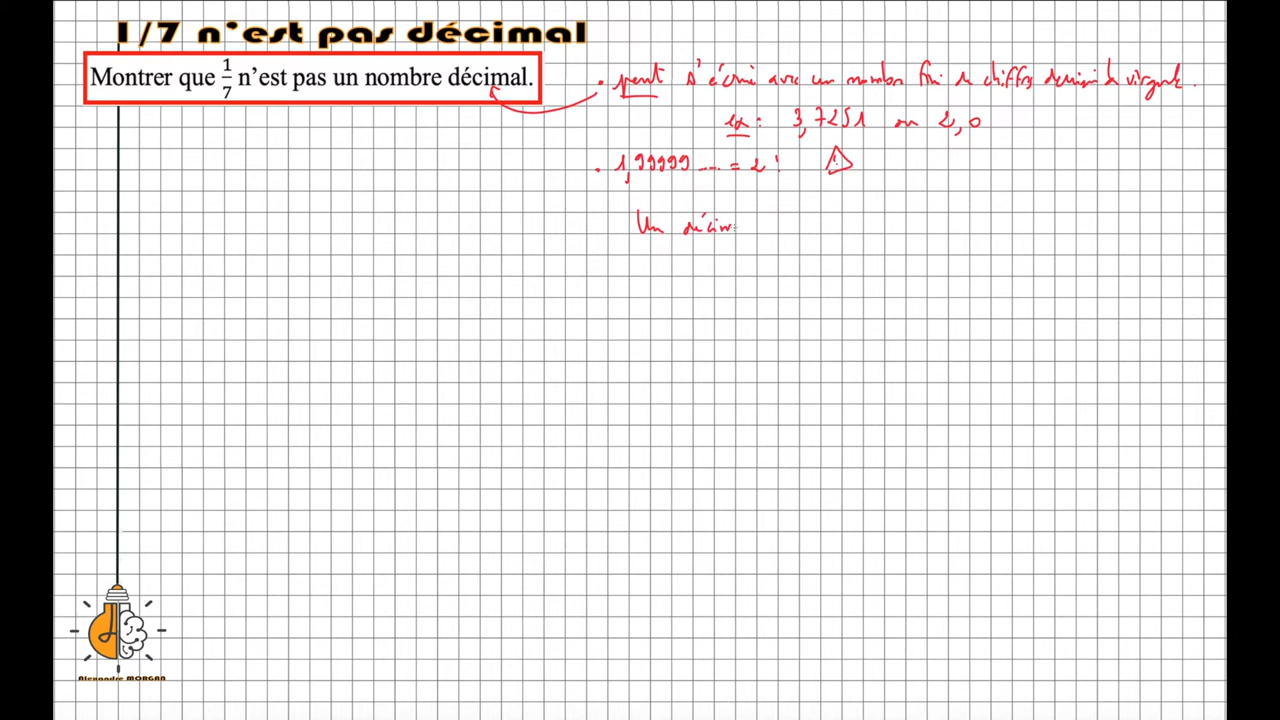 1/7 n'est pas décimal
Montrer que 1/7 n'est pas un nombre décimal.
• peut s'écrire avec un nombre fini de chiffres derrière la virgule.
ex : 3,7251 ou 2,0
• 1,99999 .... = 2 ! ⚠
Un décim
Alexandre MORGAN